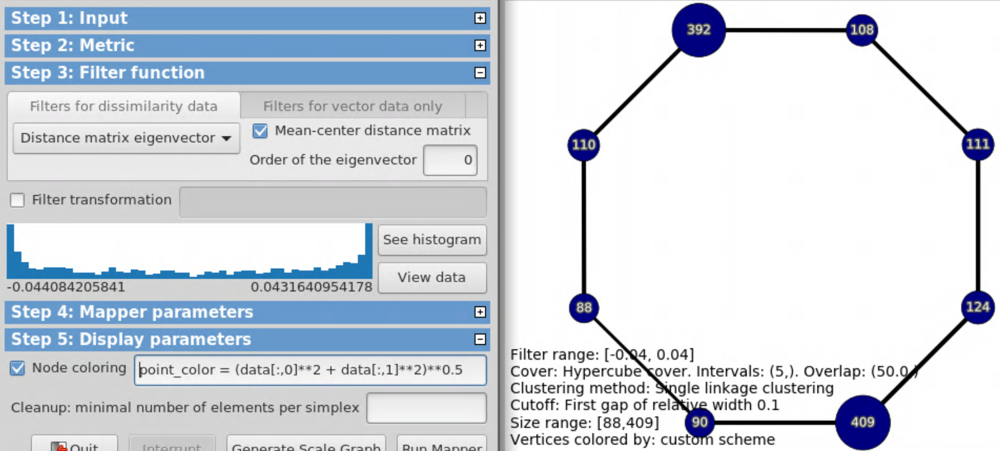 Step 1: Input
Step 2: Metric
Step 3: Filter function
Filters for dissimilarity data
Filters for vector data only
Distance matrix eigenvector
Mean-center distance matrix
Order of the eigenvector
0
Filter transformation
See histogram
View data
-0.044084205841
0.0431640954178
Step 4: Mapper parameters
Step 5: Display parameters
Node coloring
point_color = (data[:,0]**2 + data[:,1]**2)**0.5
Cleanup: minimal number of elements per simplex
Quit
Interrupt
Generate Scale Graph
Run Mapper
392
108
110
111
88
124
90
409
Filter range: [-0.04, 0.04]
Cover: Hypercube cover. Intervals: (5,). Overlap: (50.0,)
Clustering method: Single linkage clustering
Cutoff: First gap of relative width 0.1
Size range: [88,409]
Vertices colored by: custom scheme